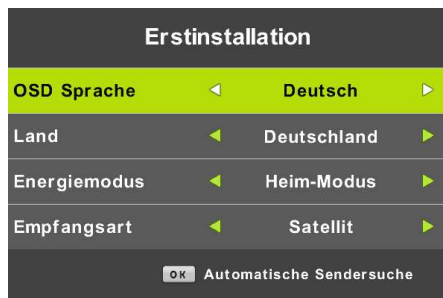 Erstinstallation
OSD Sprache Deutsch
Land Deutschland
Energiemodus Heim-Modus
Empfangsart Satellit
OK Automatische Sendersuche